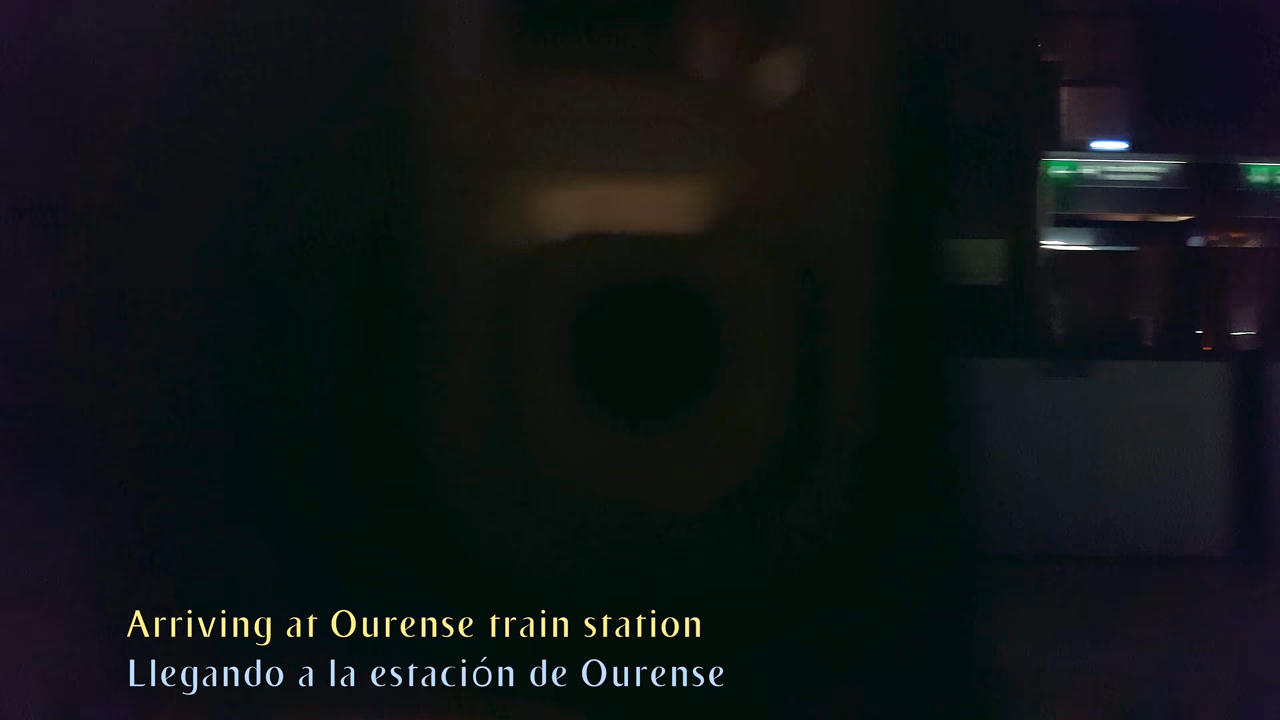 Arriving at Ourense train station
Llegando a la estación de Ourense